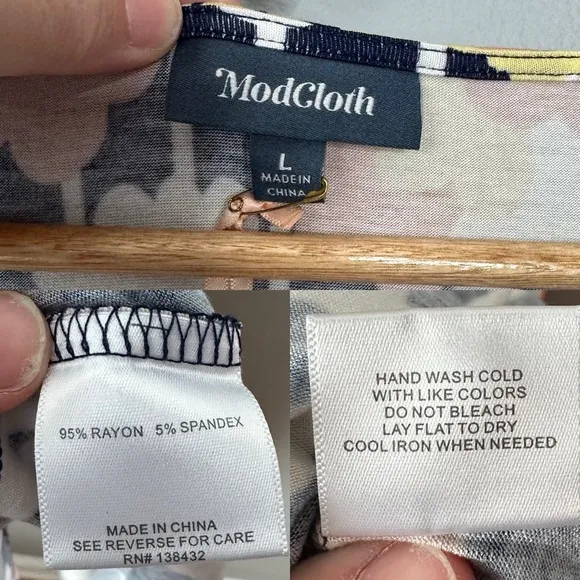 ModCloth
L
MADE IN
CHINA
95% RAYON 5% SPANDEX
MADE IN CHINA
SEE REVERSE FOR CARE
RN# 138432
HAND WASH COLD
WITH LIKE COLORS
DO NOT BLEACH
LAY FLAT TO DRY
COOL IRON WHEN NEEDED